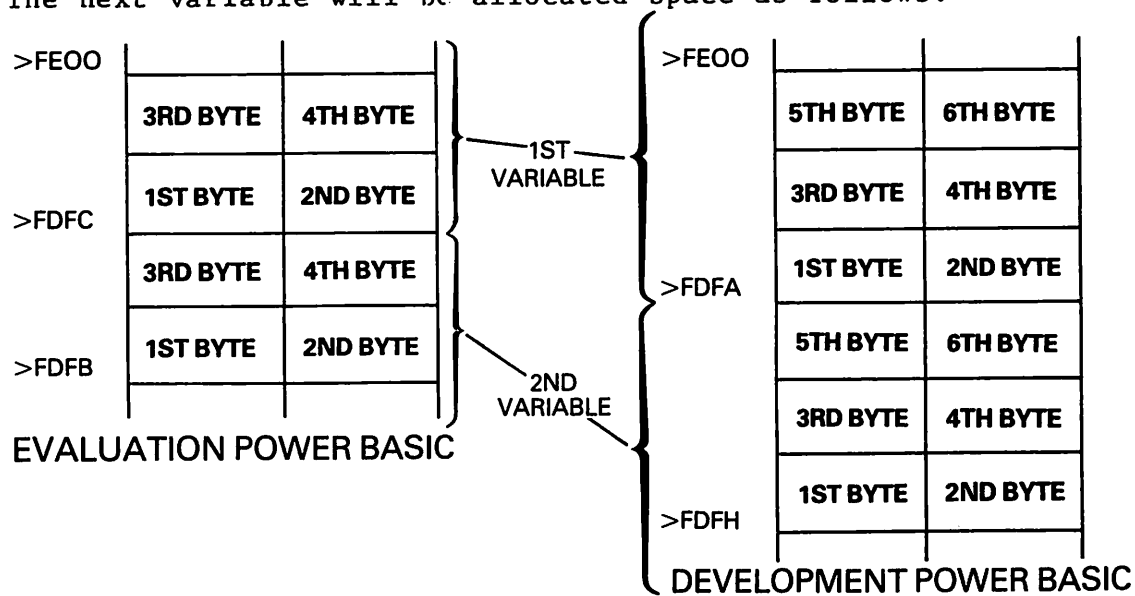 The next variable will be allocated space as follows:
>FE00
3RD BYTE 4TH BYTE
1ST BYTE 2ND BYTE
>FDFC
3RD BYTE 4TH BYTE
1ST BYTE 2ND BYTE
>FDFB
EVALUATION POWER BASIC
1ST
VARIABLE
2ND
VARIABLE
>FE00
5TH BYTE 6TH BYTE
3RD BYTE 4TH BYTE
1ST BYTE 2ND BYTE
>FDFA
5TH BYTE 6TH BYTE
3RD BYTE 4TH BYTE
1ST BYTE 2ND BYTE
>FDFH
DEVELOPMENT POWER BASIC